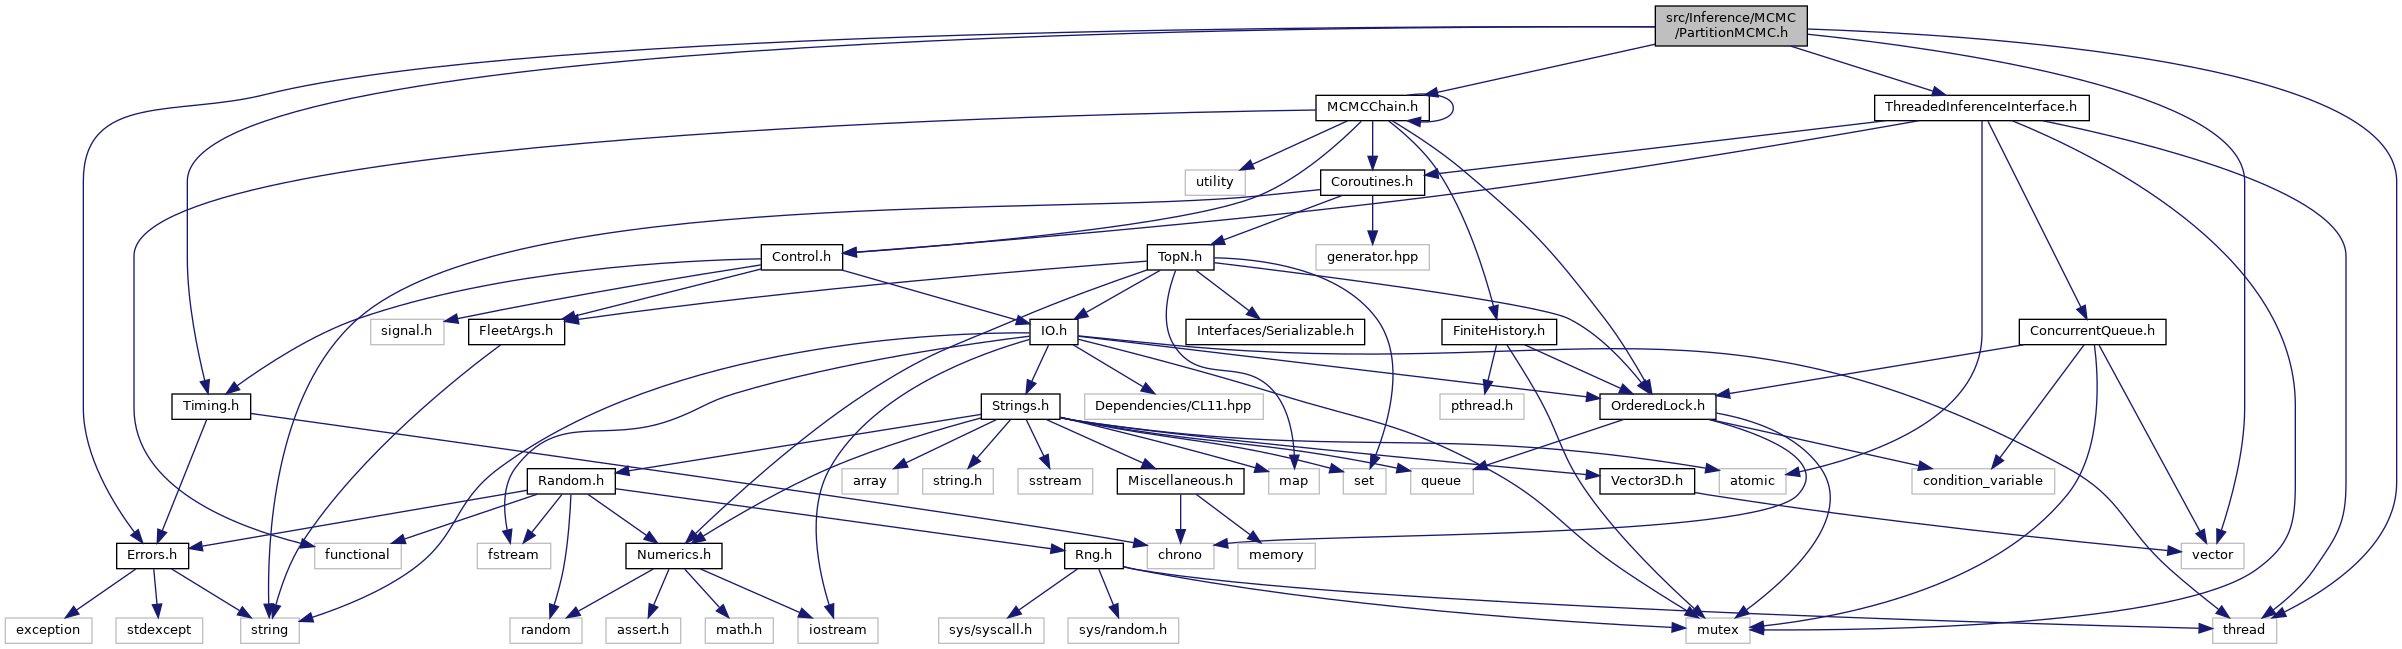 src/Inference/MCMC
/PartitionMCMC.h
MCMCChain.h
ThreadedInferenceInterface.h
utility
Coroutines.h
Control.h
TopN.h
generator.hpp
signal.h
FleetArgs.h
IO.h
Interfaces/Serializable.h
FiniteHistory.h
ConcurrentQueue.h
Timing.h
Strings.h
Dependencies/CL11.hpp
pthread.h
OrderedLock.h
Random.h
array
string.h
sstream
Miscellaneous.h
map
set
queue
Vector3D.h
atomic
condition_variable
Errors.h
functional
fstream
Numerics.h
Rng.h
chrono
memory
vector
exception
stdexcept
string
random
assert.h
math.h
iostream
sys/syscall.h
sys/random.h
mutex
thread